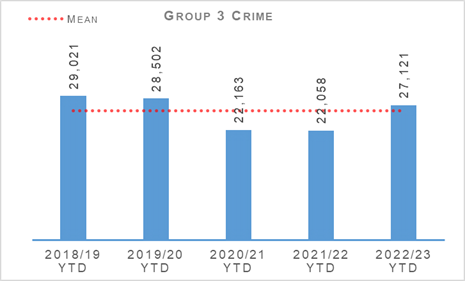 MEAN
GROUP 3 CRIME
29,021
28,502
22,163
22,058
27,121
2018/19 YTD
2019/20 YTD
2020/21 YTD
2021/22 YTD
2022/23 YTD